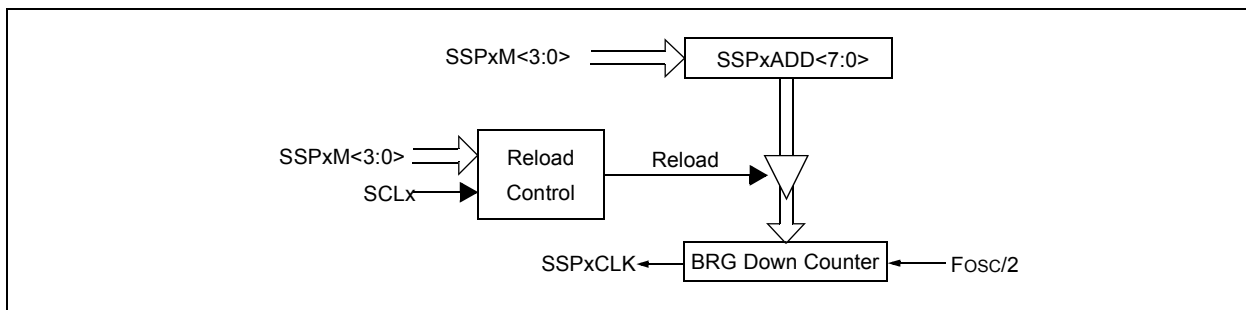 SSPxM<3:0>
SSPxADD<7:0>
SSPxM<3:0>
SCLx
Reload
Control
Reload
SSPxCLK
BRG Down Counter
FOSC/2